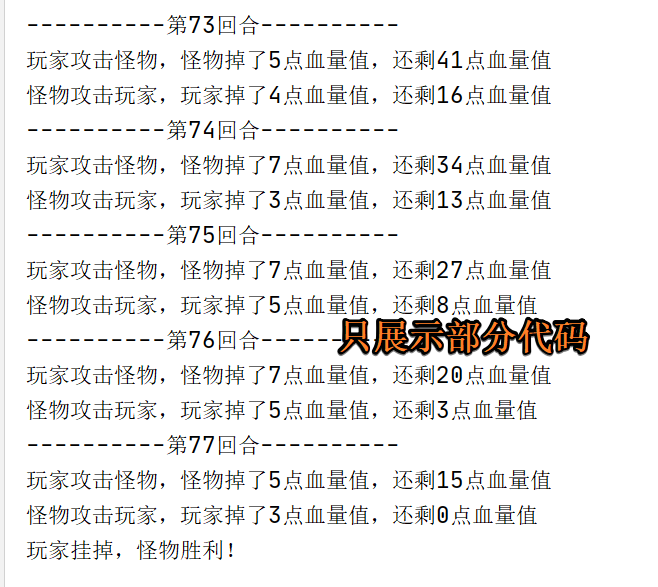 ----------第73回合----------
玩家攻击怪物，怪物掉了5点血量值，还剩41点血量值
怪物攻击玩家，玩家掉了4点血量值，还剩16点血量值
----------第74回合----------
玩家攻击怪物，怪物掉了7点血量值，还剩34点血量值
怪物攻击玩家，玩家掉了3点血量值，还剩13点血量值
----------第75回合----------
玩家攻击怪物，怪物掉了7点血量值，还剩27点血量值
怪物攻击玩家，玩家掉了5点血量值，还剩8点血量值
----------第76回合------
只展示部分代码
玩家攻击怪物，怪物掉了7点血量值，还剩20点血量值
怪物攻击玩家，玩家掉了5点血量值，还剩3点血量值
----------第77回合----------
玩家攻击怪物，怪物掉了5点血量值，还剩15点血量值
怪物攻击玩家，玩家掉了3点血量值，还剩0点血量值
玩家挂掉，怪物胜利！